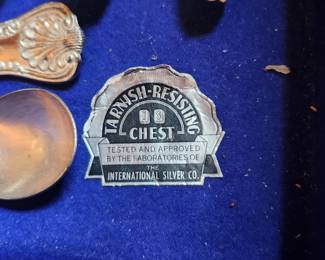 TARNISH-RESISTING
CHEST
TESTED AND APPROVED
BY THE LABORATORIES OF
THE
INTERNATIONAL SILVER CO.